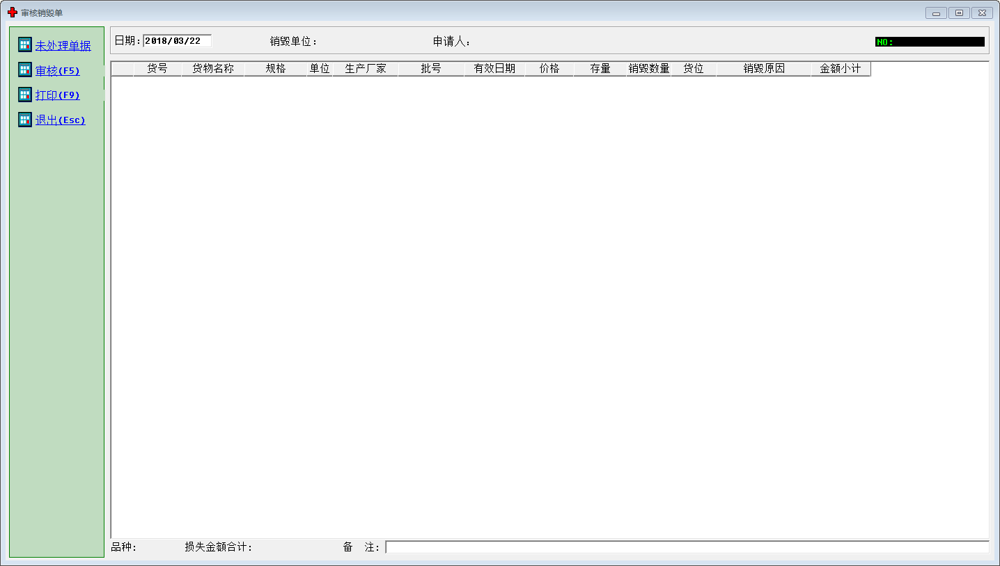 审核销毁单
未处理单据
审核(F5)
打印(F9)
退出(Esc)
日期: 2018/03/22 销毁单位: 申请人: NO:
货号 货物名称 规格 单位 生产厂家 批号 有效日期 价格 存量 销毁数量 货位 销毁原因 金额小计
品种: 损失金额合计: 备 注: